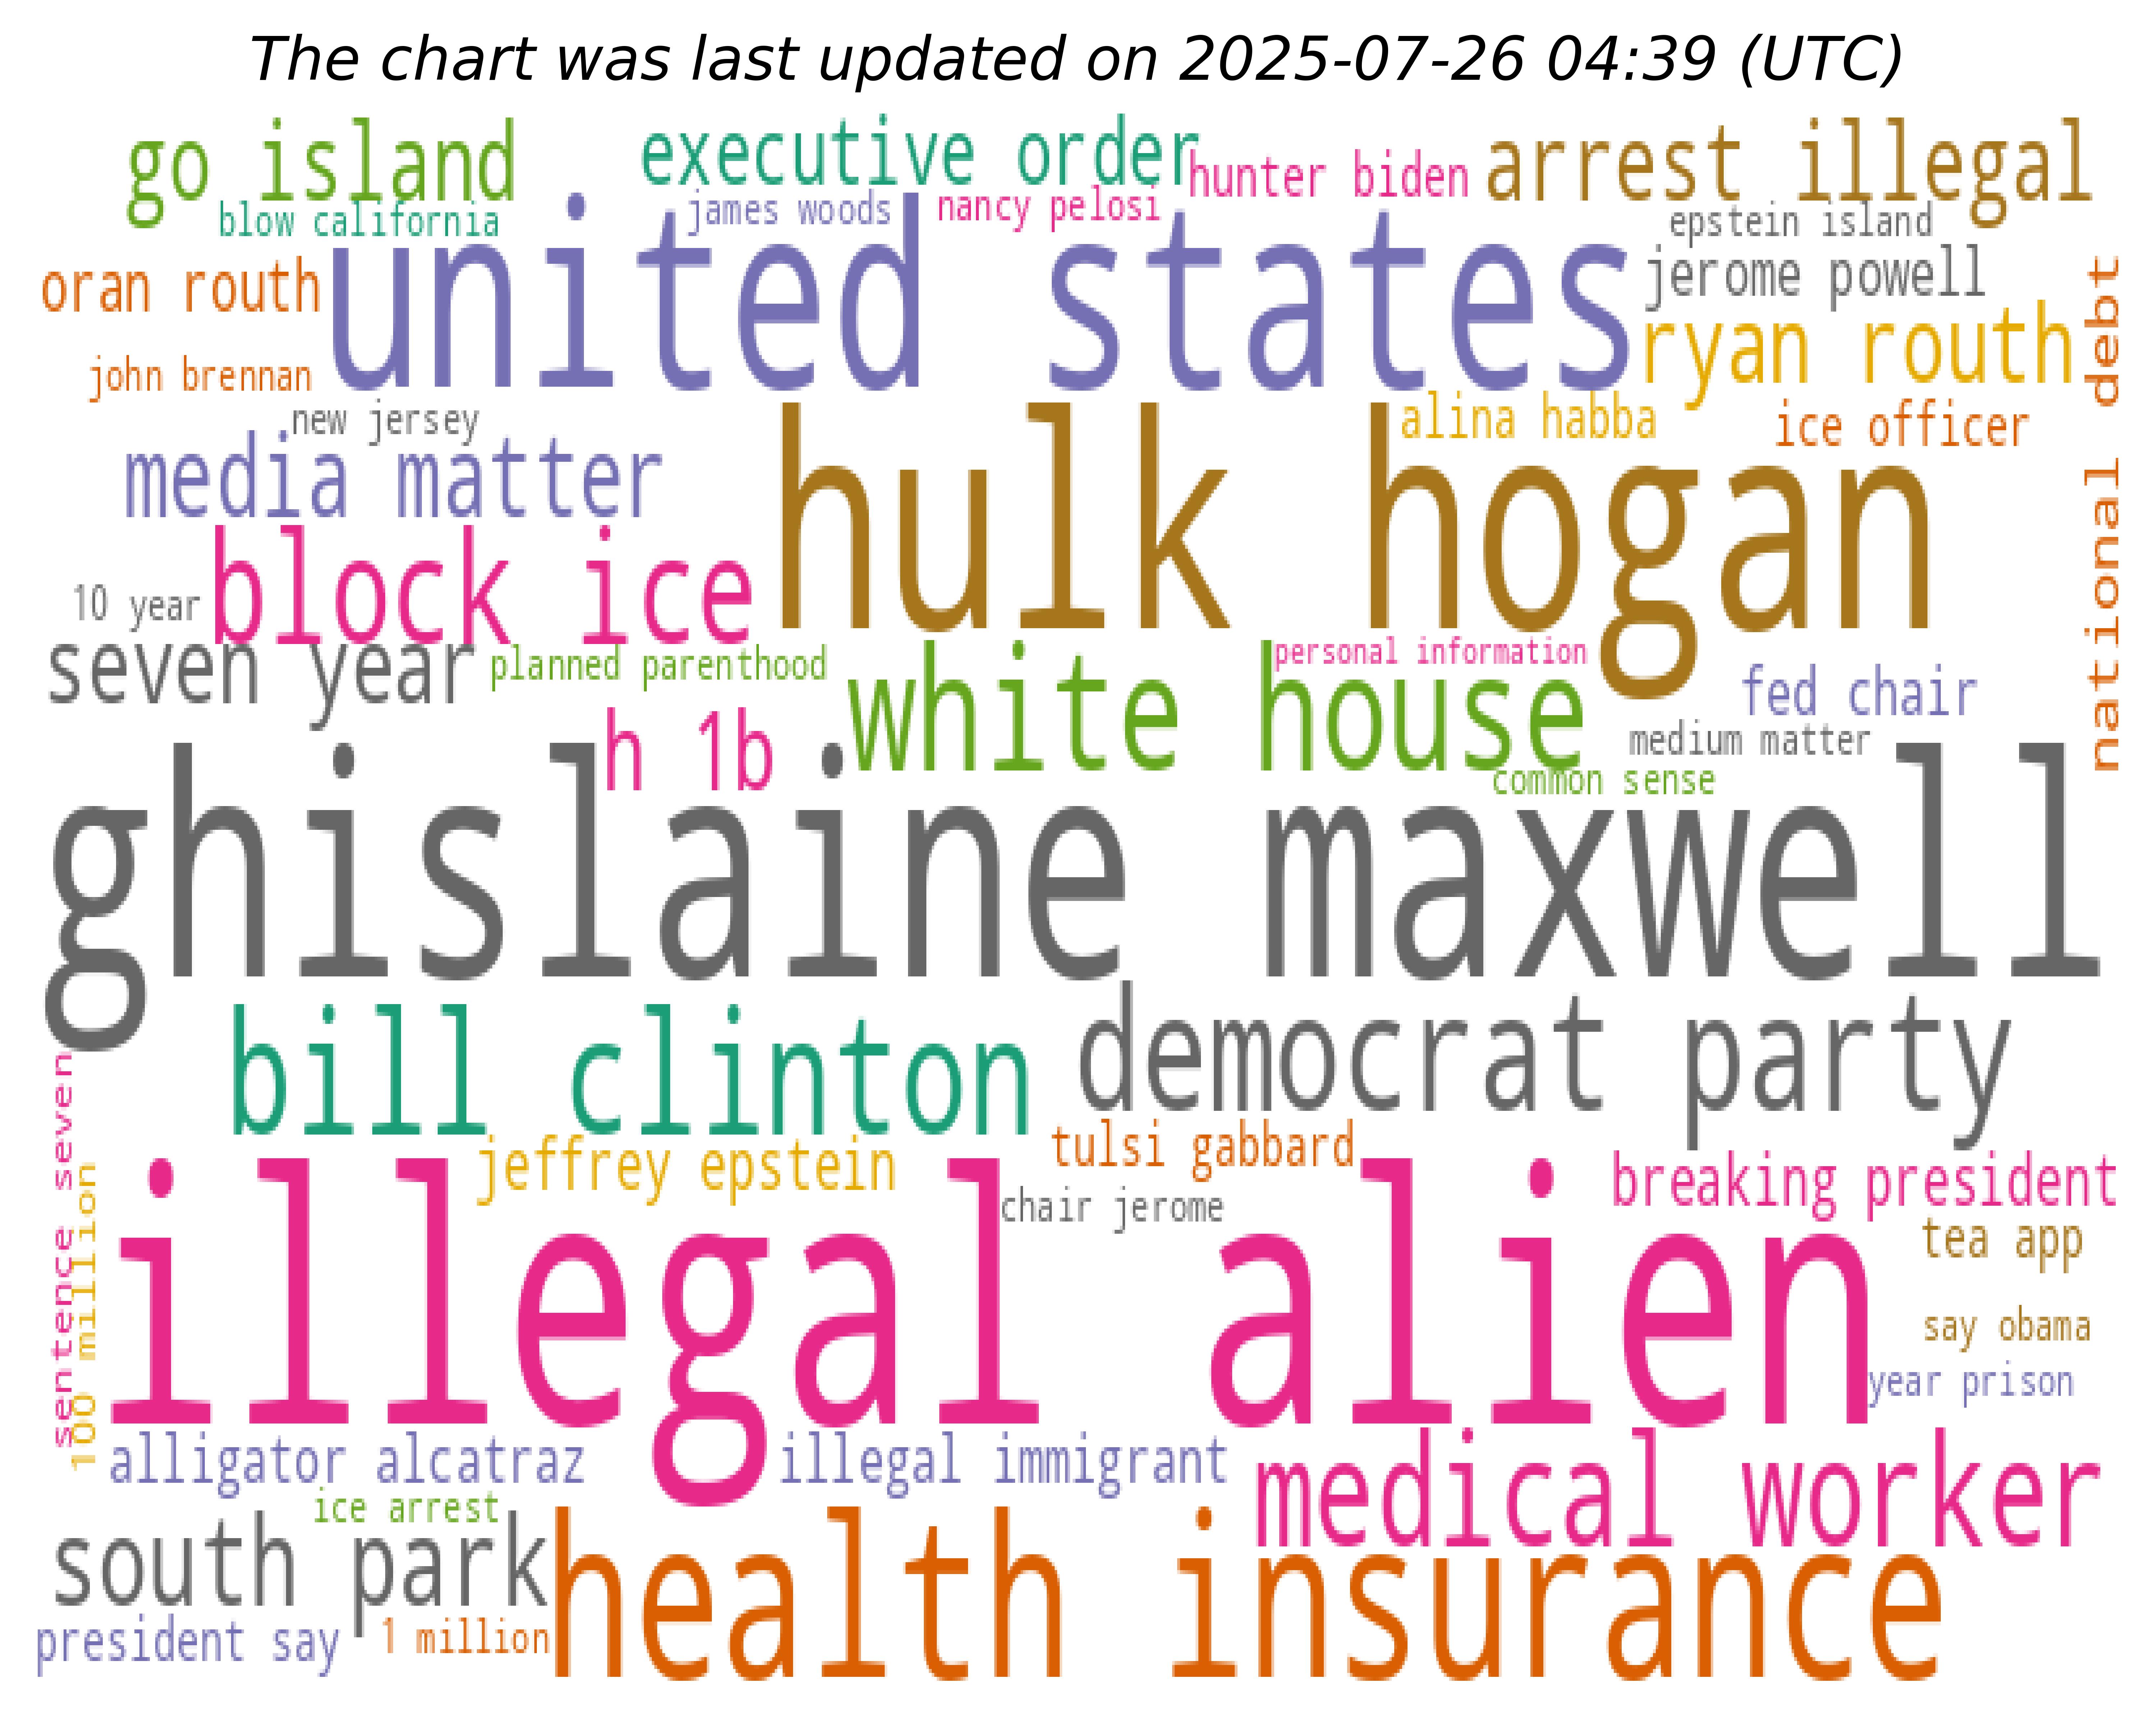 The chart was last updated on 2025-07-26 04:39 (UTC)
go island
executive order
hunter biden
arrest illegal
blow california
james woods
nancy pelosi
epstein island
united states
oran routh
jerome powell
ryan routh
national debt
john brennan
new jersey
alina habba
ice officer
media matter
hulk hogan
block ice
10 year
seven year
planned parenthood
personal information
white house
fed chair
h 1b
medium matter
common sense
ghislaine maxwell
bill clinton
democrat party
sentence seven
100 million
jeffrey epstein
tulsi gabbard
breaking president
chair jerome
tea app
illegal alien
say obama
year prison
alligator alcatraz
illegal immigrant
medical worker
ice arrest
south park
health insurance
president say
1 million